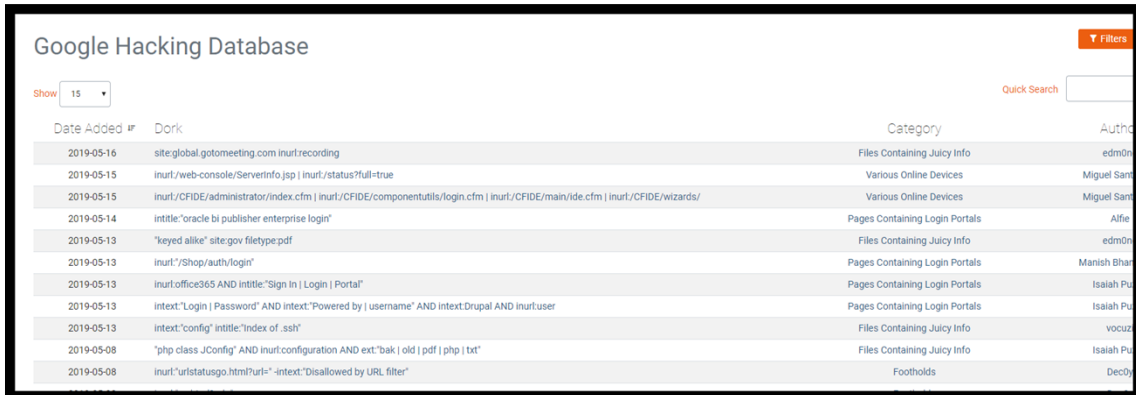 Google Hacking Database
Filters
Show 15
Quick Search
Date Added Dork Category Autho
2019-05-16 site:global.gotomeeting.com inurl:recording Files Containing Juicy Info edm0n
2019-05-15 inurl:/web-console/ServerInfo.jsp | inurl:/status?full=true Various Online Devices Miguel Sant
2019-05-15 inurl:/CFIDE/administrator/index.cfm | inurl:/CFIDE/componentutils/login.cfm | inurl:/CFIDE/main/ide.cfm | inurl:/CFIDE/wizards/ Various Online Devices Miguel Sant
2019-05-14 intitle:"oracle bi publisher enterprise login" Pages Containing Login Portals Alfie
2019-05-13 "keyed alike" site:gov filetype:pdf Files Containing Juicy Info edm0n
2019-05-13 inurl:"/Shop/auth/login" Pages Containing Login Portals Manish Bhan
2019-05-13 inurl:office365 AND intitle:"Sign In | Login | Portal" Pages Containing Login Portals Isaiah Pu
2019-05-13 intext:"Login | Password" AND intext:"Powered by | username" AND intext:Drupal AND inurl:user Pages Containing Login Portals Isaiah Pu
2019-05-13 intext:"config" intitle:"Index of .ssh" Files Containing Juicy Info vocuzi
2019-05-08 "php class JConfig" AND inurl:configuration AND ext:"bak | old | pdf | php | txt" Files Containing Juicy Info Isaiah Pu
2019-05-08 inurl:"urlstatusgo.html?url=" -intext:"Disallowed by URL filter" Footholds Dec0y